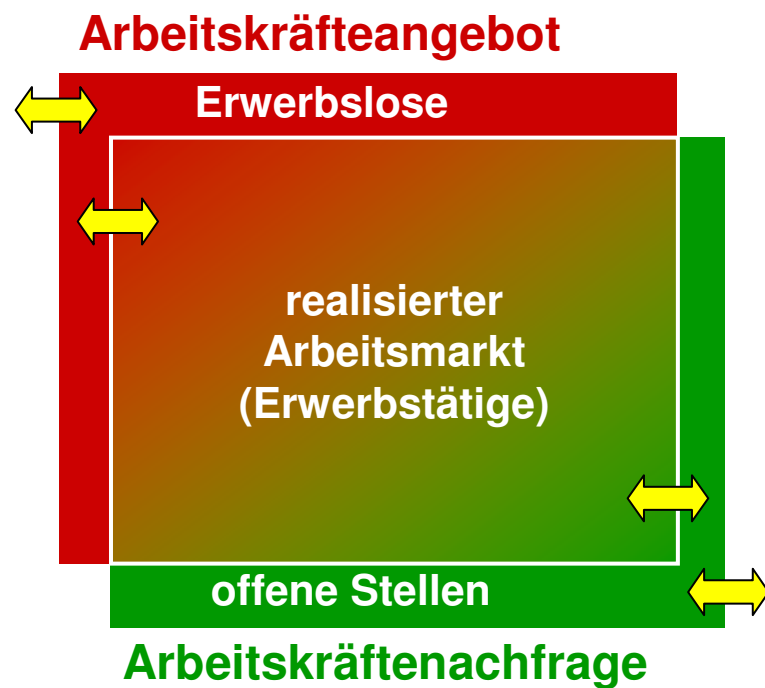 Arbeitskräfteangebot
Erwerbslose
realisierter
Arbeitsmarkt
(Erwerbstätige)
offene Stellen
Arbeitskräftenachfrage